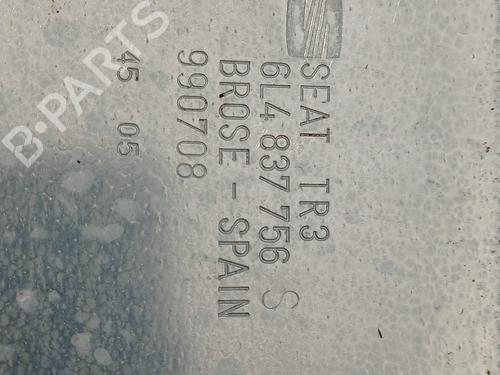 SEAT TR3
6L4 837 756 S
BROSE - SPAIN
990708
45 05
B-PARTS